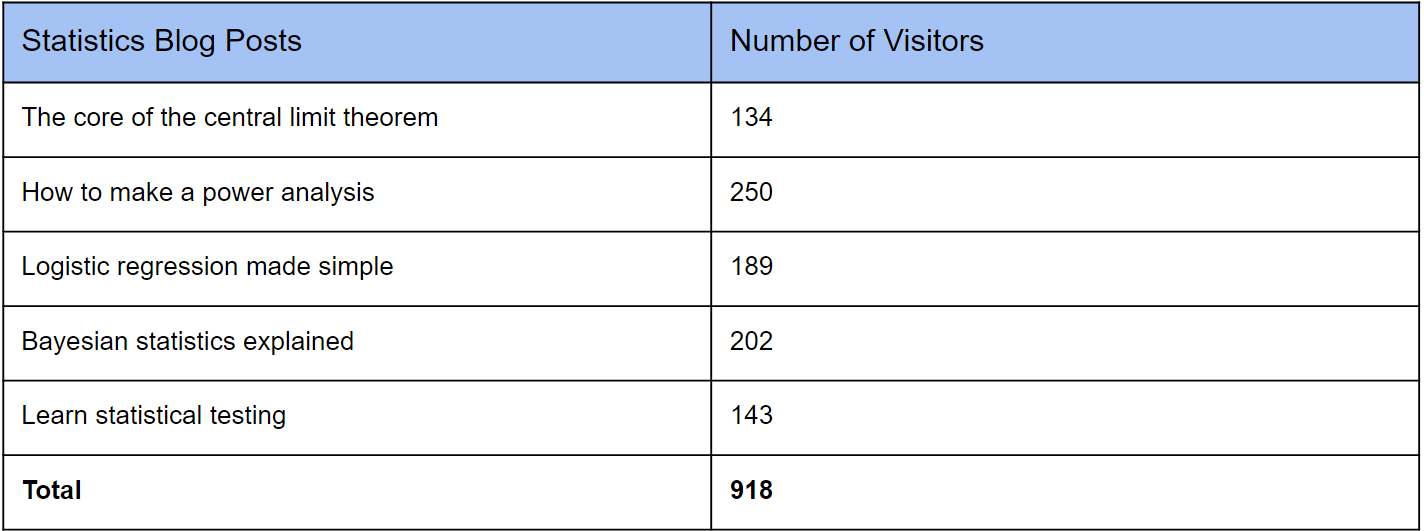 Statistics Blog Posts Number of Visitors
The core of the central limit theorem 134
How to make a power analysis 250
Logistic regression made simple 189
Bayesian statistics explained 202
Learn statistical testing 143
Total 918